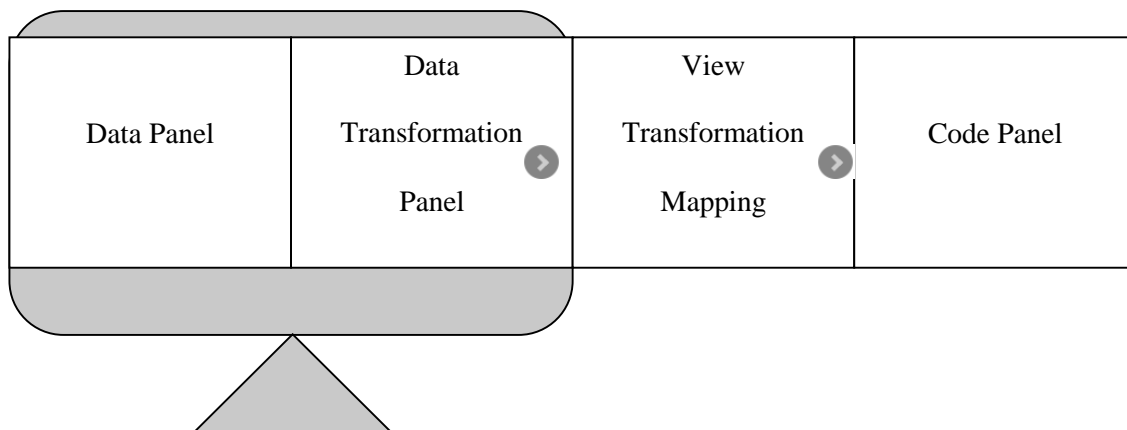 Data Panel
Data
Transformation
Panel
View
Transformation
Mapping
Code Panel